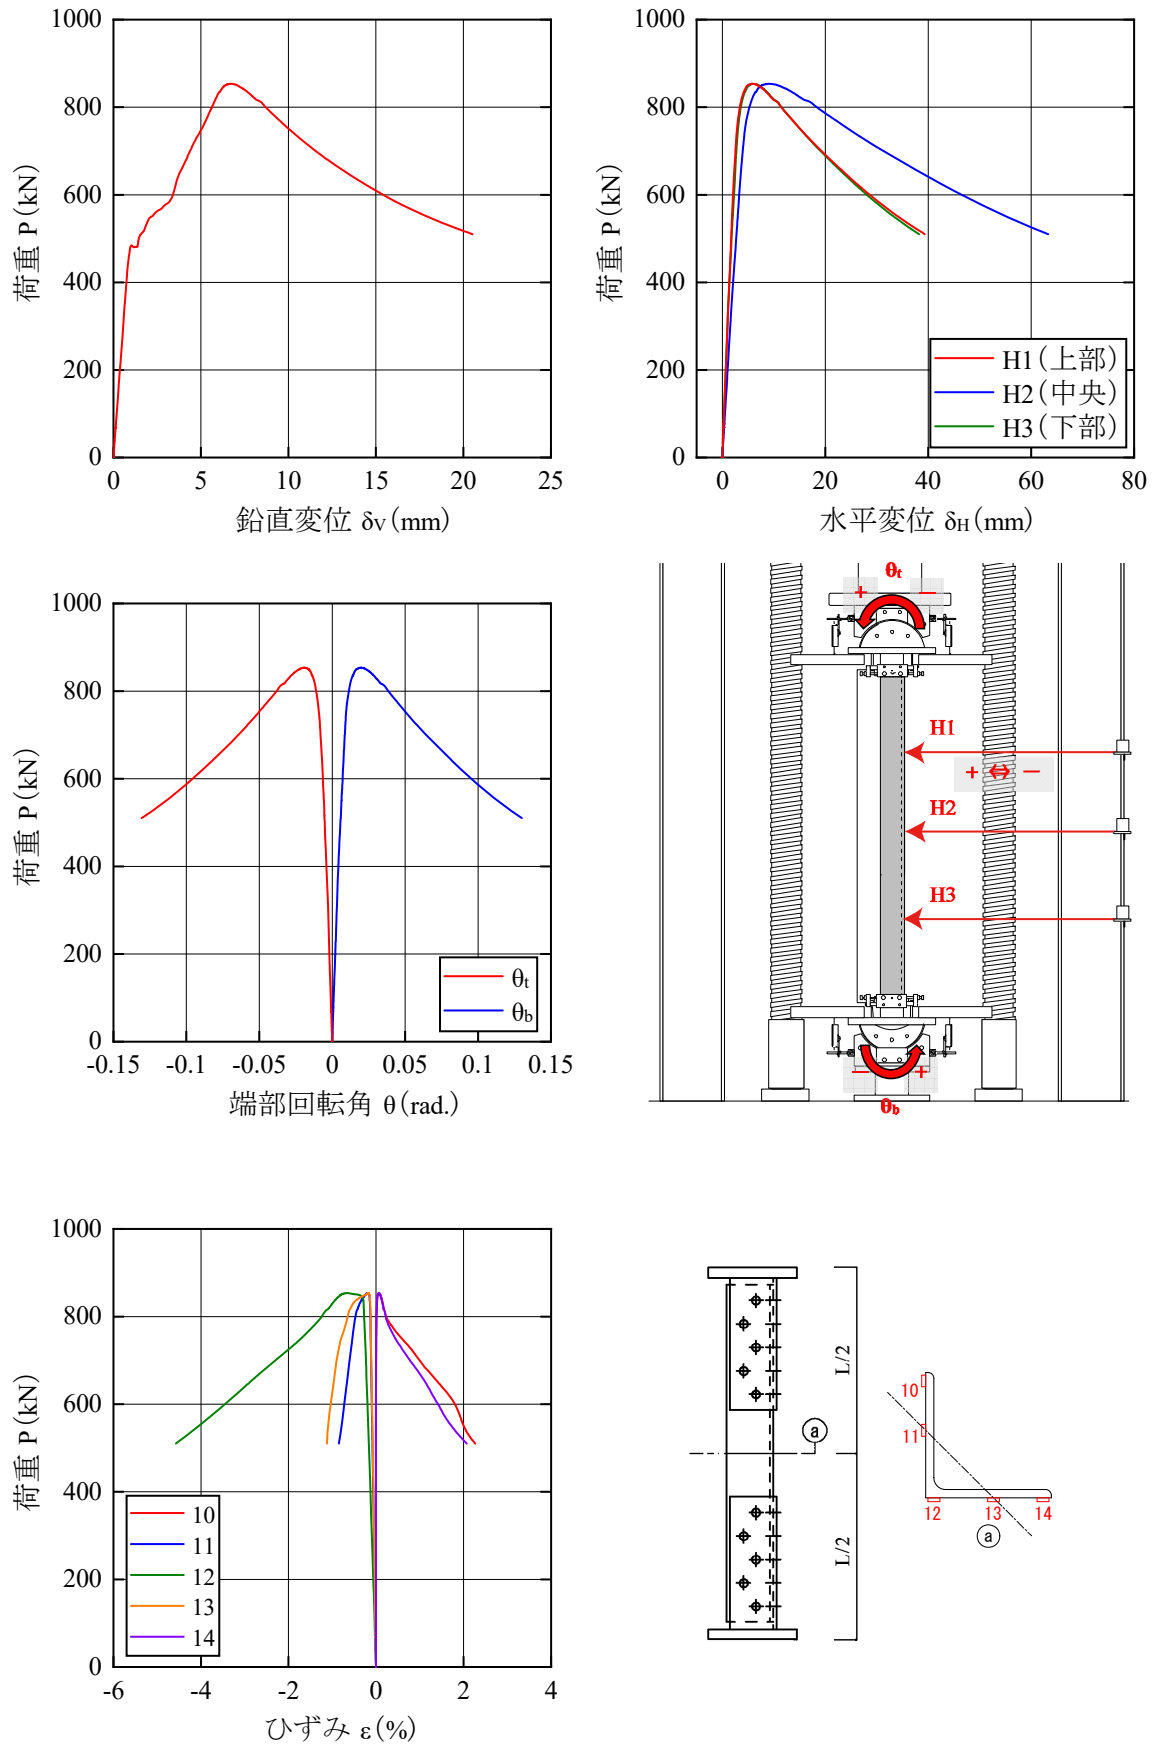 1000
800
600
400
200
0
荷重 P(kN)
0 5 10 15 20 25
鉛直変位 δV(mm)
1000
800
600
400
200
0
荷重 P(kN)
H1(上部)
H2(中央)
H3(下部)
0 20 40 60 80
水平変位 δH(mm)
1000
800
600
400
200
0
荷重 P(kN)
θt
θb
-0.15 -0.1 -0.05 0 0.05 0.1 0.15
端部回転角 θ(rad.)
θt
+ −
H1
+ ⇔ −
H2
H3
− +
θb
1000
800
600
400
200
0
荷重 P(kN)
10
11
12
13
14
-6 -4 -2 0 2 4
ひずみ ε(%)
L/2
a
L/2
10
11
12 13 14
a